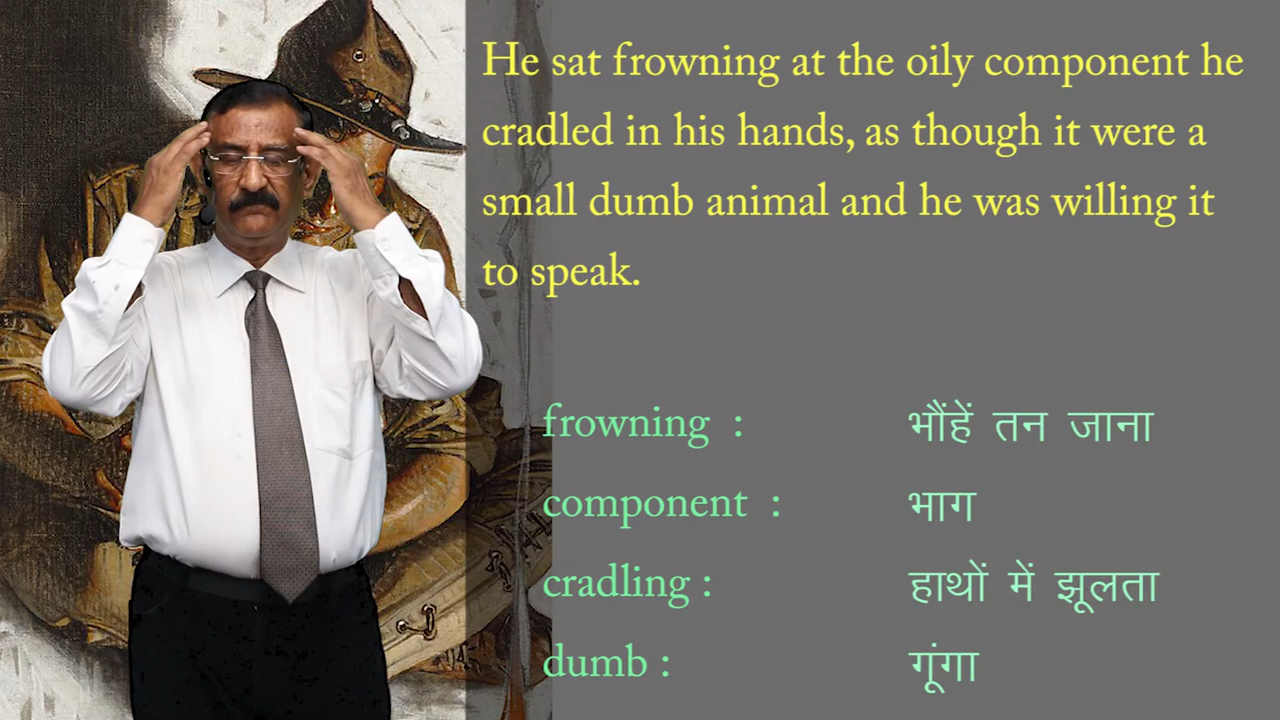 He sat frowning at the oily component he
cradled in his hands, as though it were a
small dumb animal and he was willing it
to speak.
frowning : भौंहें तन जाना
component : भाग
cradling : हाथों में झूलता
dumb : गूंगा